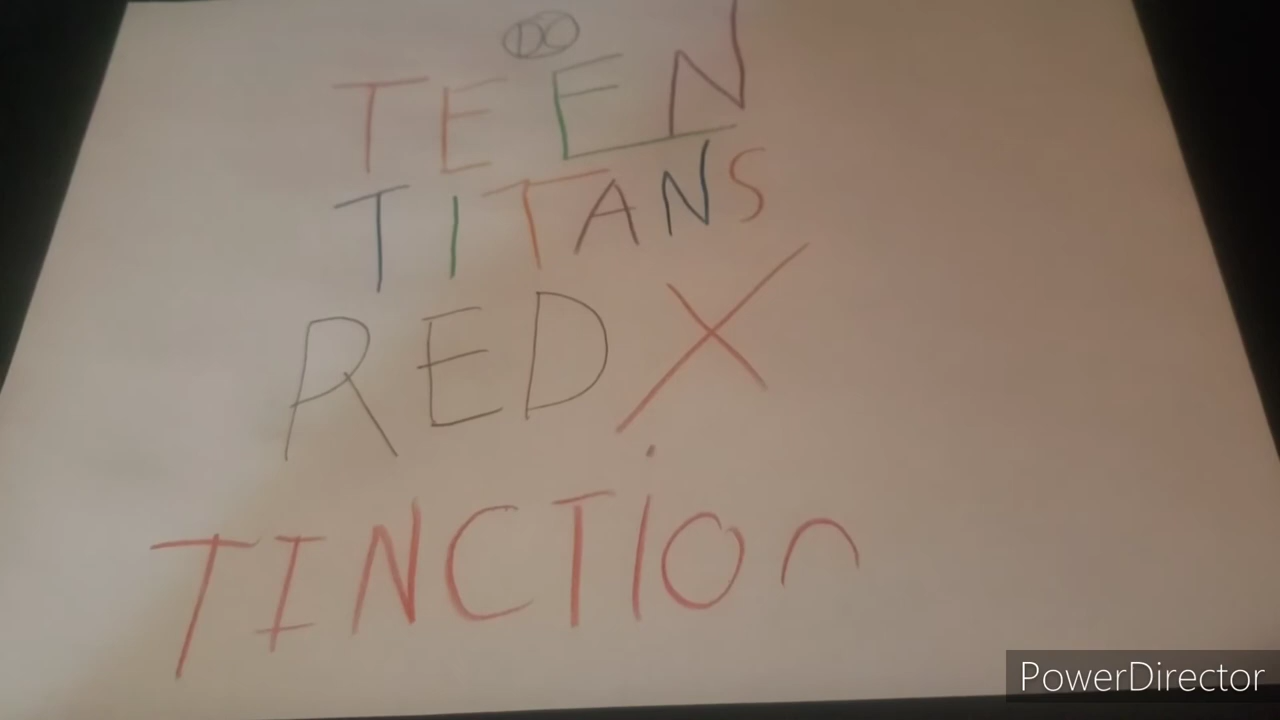 DC
TEEN
TITANS
RED X
TINCTion
PowerDirector